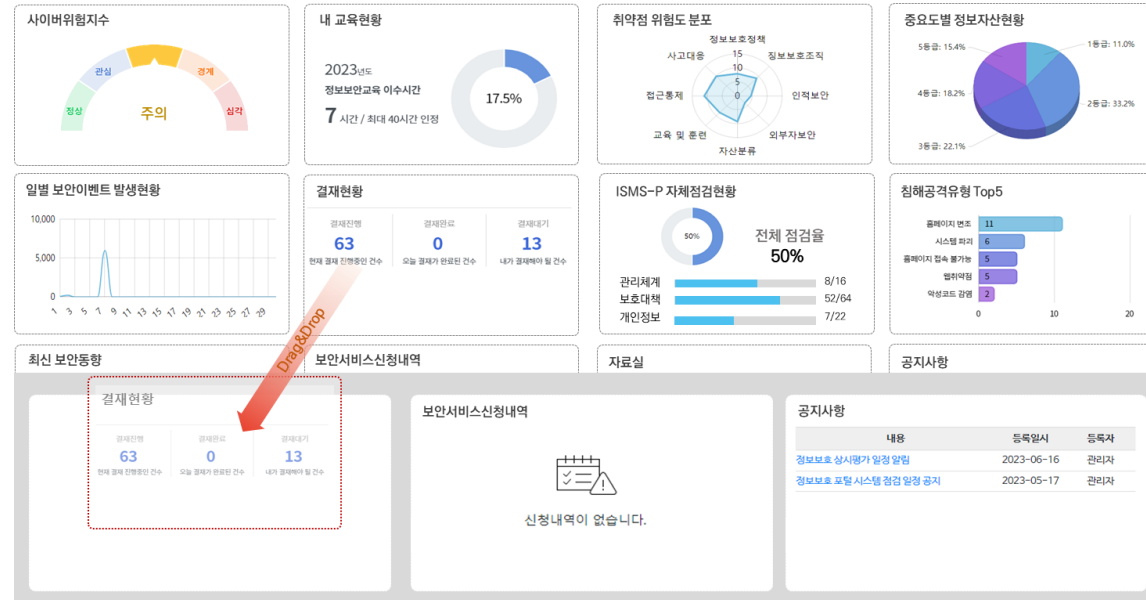 사이버위험지수
정상
관심
경계
심각
주의
내 교육현황
2023년도
정보보안교육 이수시간
7 시간 / 최대 40시간 인정
17.5%
취약점 위험도 분포
정보보호정책
사고대응
15
정보보호조직
10
5
접근통제
0
인적보안
교육 및 훈련
외부자보안
자산분류
중요도별 정보자산현황
5등급: 15.4%
1등급: 11.0%
4등급: 18.2%
2등급: 33.2%
3등급: 22.1%
일별 보안이벤트 발생현황
10,000
5,000
0
1 3 5 7 9 11 13 15 17 19 21 23 25 27 29
결재현황
결재진행 결재완료 결재대기
63 0 13
현재 결재 진행중인 건수 오늘 결재가 완료된 건수 내가 결재해야 될 건수
Drag&Drop
ISMS-P 자체점검현황
50%
전체 점검율
50%
관리체계 8/16
보호대책 52/64
개인정보 7/22
침해공격유형 Top5
홈페이지 변조 11
시스템 파괴 6
홈페이지 접속 불가능 5
웹취약점 5
악성코드 감염 2
0 10 20
최신 보안동향
보안서비스신청내역
자료실
공지사항
결재현황
결재진행 결재완료 결재대기
63 0 13
현재 결재 진행중인 건수 오늘 결재가 완료된 건수 내가 결재해야 될 건수
보안서비스신청내역
신청내역이 없습니다.
공지사항
내용 등록일시 등록자
정보보호 상시평가 일정 알림 2023-06-16 관리자
정보보호 포털 시스템 점검 일정 공지 2023-05-17 관리자